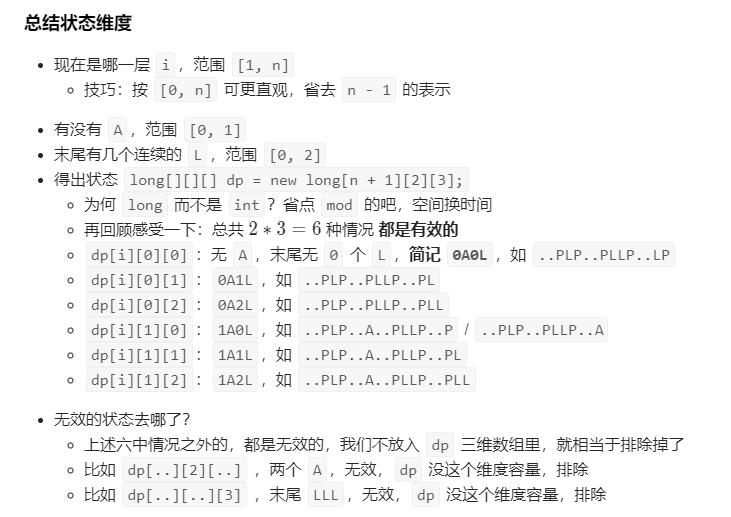 总结状态维度
现在是哪一层 i ，范围 [1, n]
技巧：按 [0, n] 可更直观，省去 n - 1 的表示
有没有 A ，范围 [0, 1]
末尾有几个连续的 L ，范围 [0, 2]
得出状态 long[][][] dp = new long[n + 1][2][3];
为何 long 而不是 int ？省点 mod 的吧，空间换时间
再回顾感受一下：总共 2 * 3 = 6 种情况 都是有效的
dp[i][0][0] ：无 A ，末尾无 0 个 L ，简记 0A0L ，如 ..PLP..PLLP..LP
dp[i][0][1] ： 0A1L ，如 ..PLP..PLLP..PL
dp[i][0][2] ： 0A2L ，如 ..PLP..PLLP..PLL
dp[i][1][0] ： 1A0L ，如 ..PLP..A..PLLP..P / ..PLP..PLLP..A
dp[i][1][1] ： 1A1L ，如 ..PLP..A..PLLP..PL
dp[i][1][2] ： 1A2L ，如 ..PLP..A..PLLP..PLL
无效的状态去哪了？
上述六中情况之外的，都是无效的，我们不放入 dp 三维数组里，就相当于排除掉了
比如 dp[..][2][..] ，两个 A ，无效， dp 没这个维度容量，排除
比如 dp[..][..][3] ，末尾 LLL ，无效， dp 没这个维度容量，排除